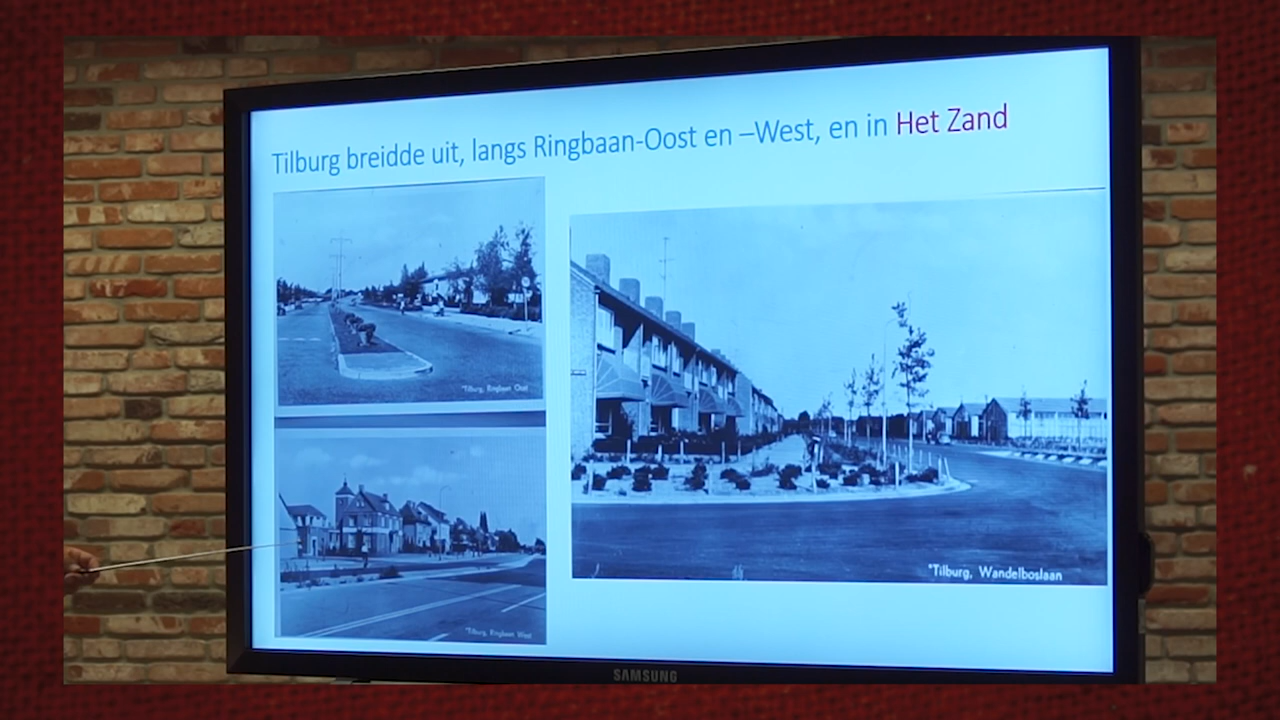 Tilburg breidde uit, langs Ringbaan-Oost en –West, en in Het Zand
"Tilburg, Ringbaan Oost
"Tilburg, Ringbaan West
"Tilburg, Wandelboslaan
SAMSUNG